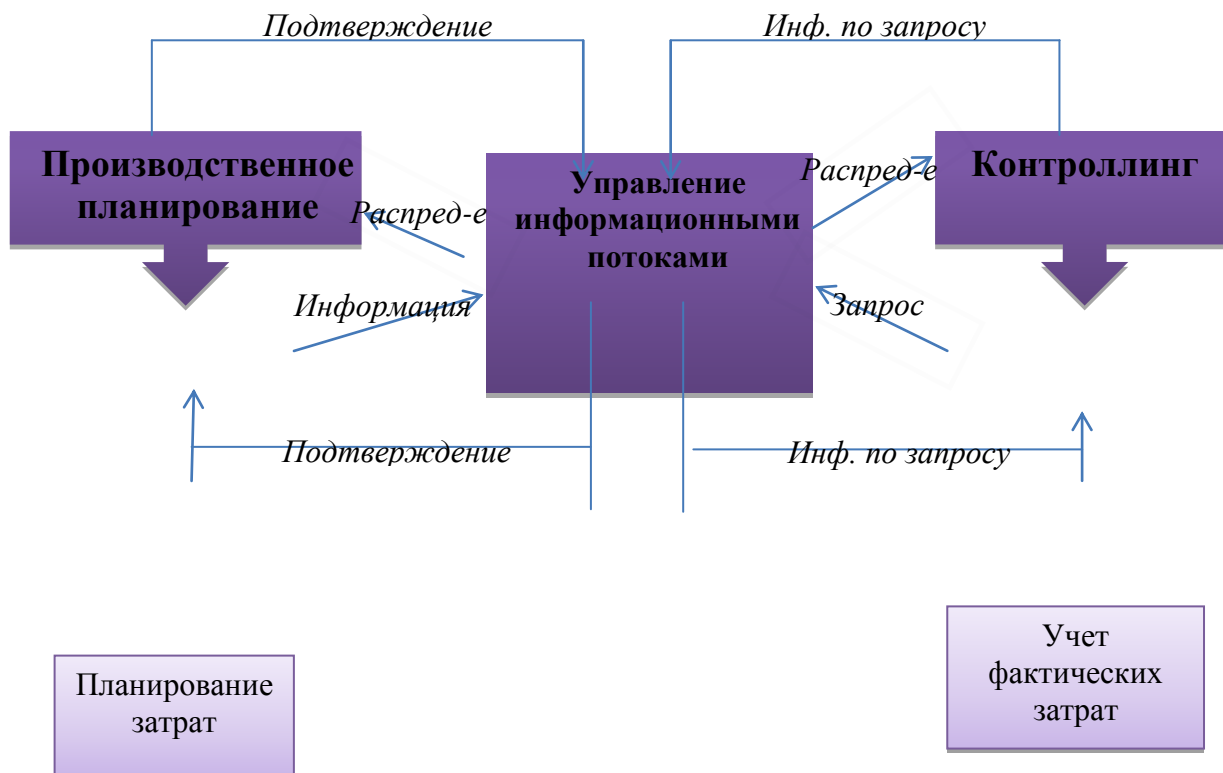 Подтверждение
Инф. по запросу
Производственное
планирование
Распред-е
Управление
информационными
потоками
Распред-е
Контроллинг
Информация
Запрос
Подтверждение
Инф. по запросу
Планирование
затрат
Учет
фактических
затрат